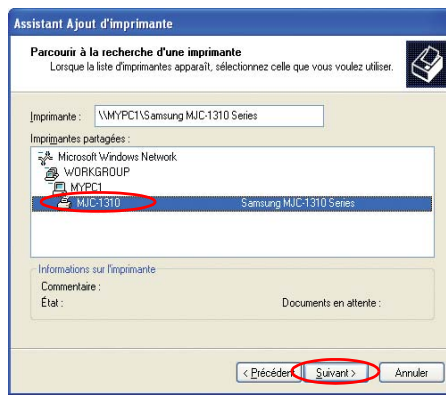 Assistant Ajout d'imprimante
Parcourir à la recherche d'une imprimante
Lorsque la liste d'imprimantes apparaît, sélectionnez celle que vous voulez utiliser.
Imprimante : \\MYPC1\Samsung MJC-1310 Series
Imprimantes partagées :
Microsoft Windows Network
WORKGROUP
MYPC1
MJC-1310 Samsung MJC-1310 Series
Informations sur l'imprimante
Commentaire :
État : Documents en attente :
< Précédent Suivant > Annuler